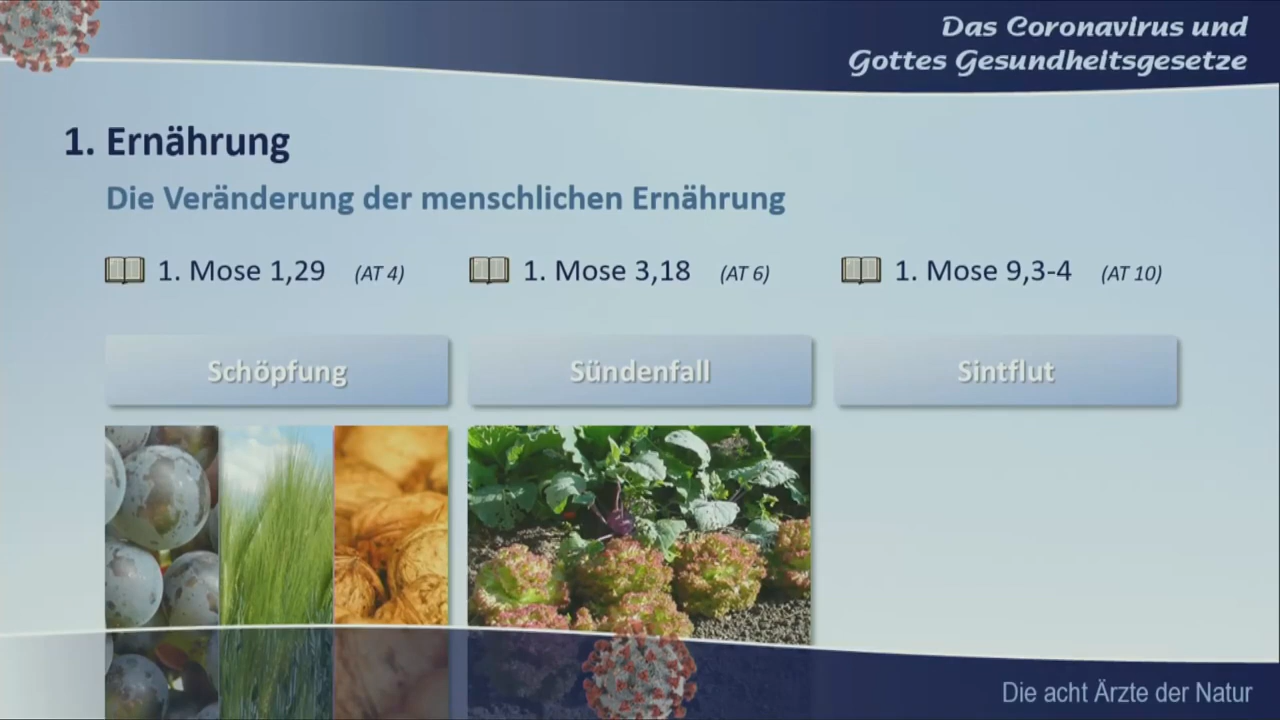 Das Coronavirus und
Gottes Gesundheitsgesetze
1. Ernährung
Die Veränderung der menschlichen Ernährung
1. Mose 1,29 (AT 4)
1. Mose 3,18 (AT 6)
1. Mose 9,3-4 (AT 10)
Schöpfung
Sündenfall
Sintflut
Die acht Ärzte der Natur